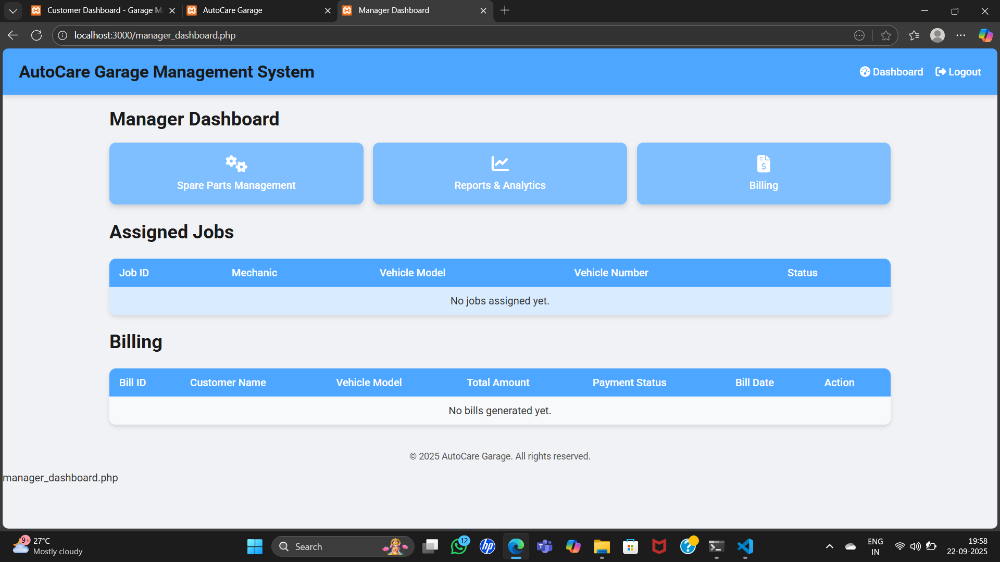 Customer Dashboard - Garage M
AutoCare Garage
Manager Dashboard
localhost:3000/manager_dashboard.php
AutoCare Garage Management System
Dashboard
Logout
Manager Dashboard
Spare Parts Management
Reports & Analytics
Billing
Assigned Jobs
Job ID Mechanic Vehicle Model Vehicle Number Status
No jobs assigned yet.
Billing
Bill ID Customer Name Vehicle Model Total Amount Payment Status Bill Date Action
No bills generated yet.
© 2025 AutoCare Garage. All rights reserved.
manager_dashboard.php
9+
27°C
Mostly cloudy
Search
12
hp
ENG
IN
19:58
22-09-2025